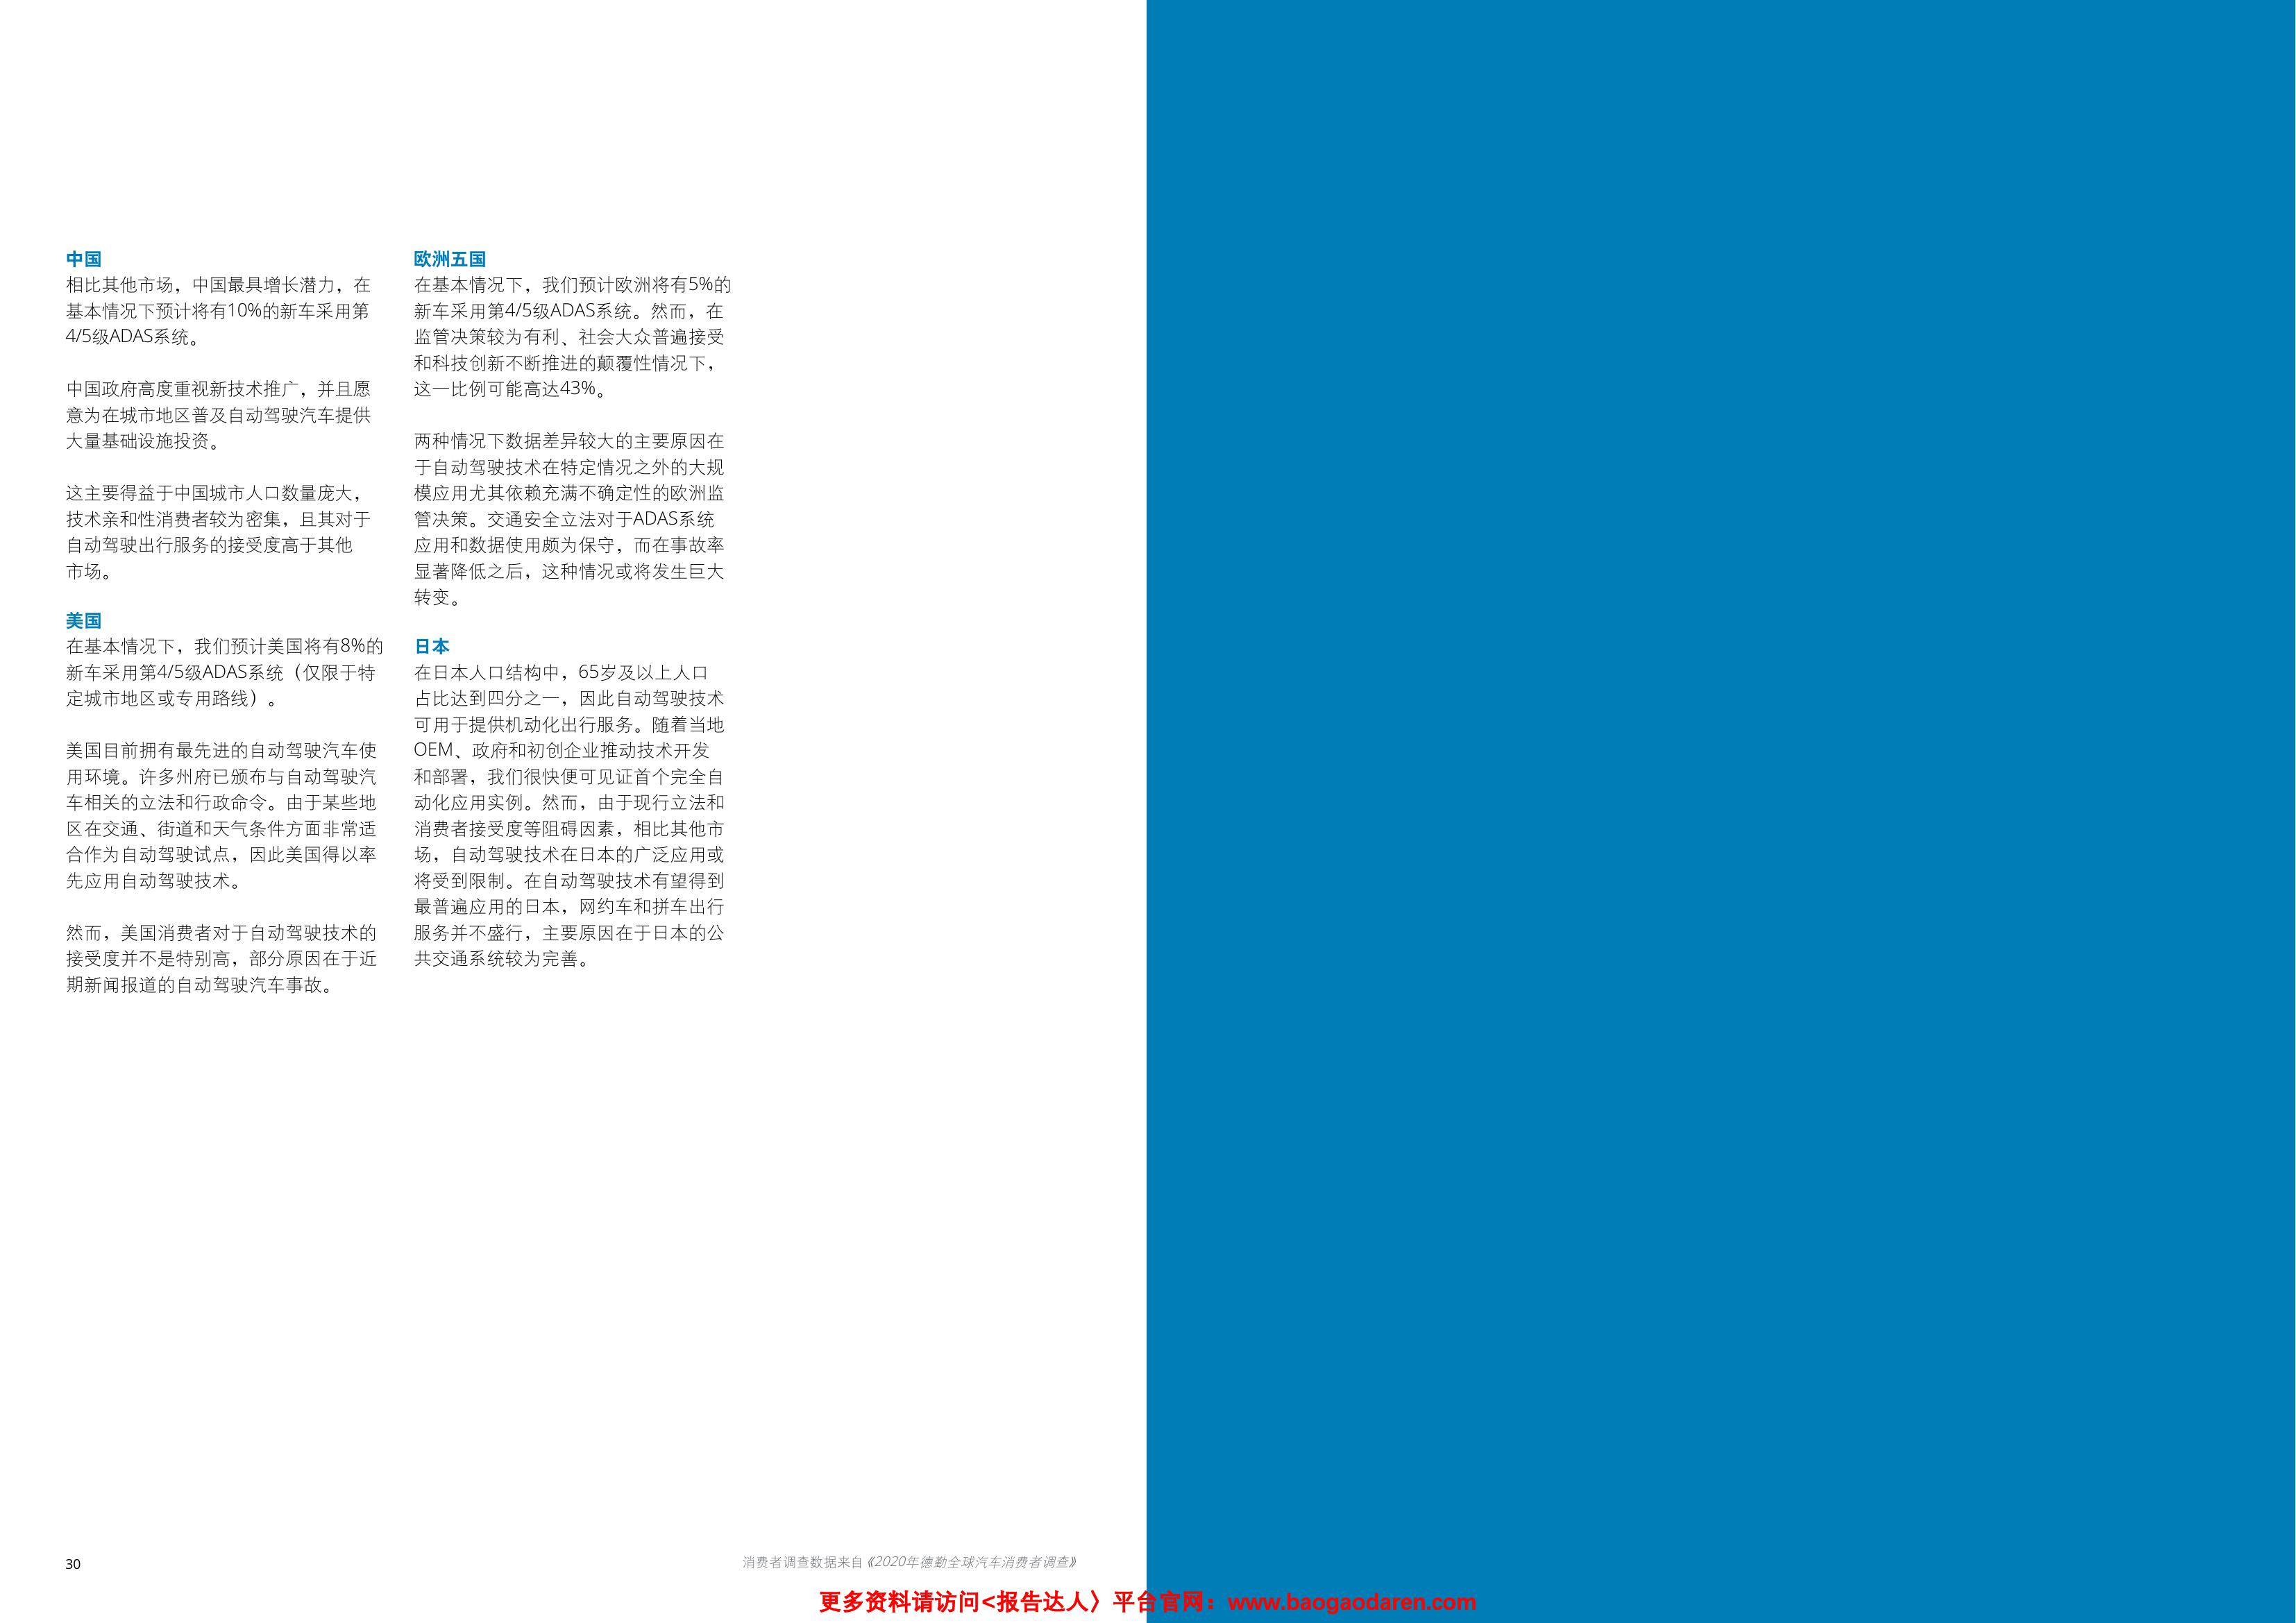 中国
相比其他市场，中国最具增长潜力，在
基本情况下预计将有10%的新车采用第
4/5级ADAS系统。
中国政府高度重视新技术推广，并且愿
意为在城市地区普及自动驾驶汽车提供
大量基础设施投资。
这主要得益于中国城市人口数量庞大，
技术亲和性消费者较为密集，且其对于
自动驾驶出行服务的接受度高于其他
市场。
美国
在基本情况下，我们预计美国将有8%的
新车采用第4/5级ADAS系统（仅限于特
定城市地区或专用路线）。
美国目前拥有最先进的自动驾驶汽车使
用环境。许多州府已颁布与自动驾驶汽
车相关的立法和行政命令。由于某些地
区在交通、街道和天气条件方面非常适
合作为自动驾驶试点，因此美国得以率
先应用自动驾驶技术。
然而，美国消费者对于自动驾驶技术的
接受度并不是特别高，部分原因在于近
期新闻报道的自动驾驶汽车事故。
欧洲五国
在基本情况下，我们预计欧洲将有5%的
新车采用第4/5级ADAS系统。然而，在
监管决策较为有利、社会大众普遍接受
和科技创新不断推进的颠覆性情况下，
这一比例可能高达43%。
两种情况下数据差异较大的主要原因在
于自动驾驶技术在特定情况之外的大规
模应用尤其依赖充满不确定性的欧洲监
管决策。交通安全立法对于ADAS系统
应用和数据使用颇为保守，而在事故率
显著降低之后，这种情况或将发生巨大
转变。
日本
在日本人口结构中，65岁及以上人口
占比达到四分之一，因此自动驾驶技术
可用于提供机动化出行服务。随着当地
OEM、政府和初创企业推动技术开发
和部署，我们很快便可见证首个完全自
动化应用实例。然而，由于现行立法和
消费者接受度等阻碍因素，相比其他市
场，自动驾驶技术在日本的广泛应用或
将受到限制。在自动驾驶技术有望得到
最普遍应用的日本，网约车和拼车出行
服务并不盛行，主要原因在于日本的公
共交通系统较为完善。
30
消费者调查数据来自《2020年德勤全球汽车消费者调查》
更多资料请访问<报告达人〉平台官网：www.baogaodaren.com